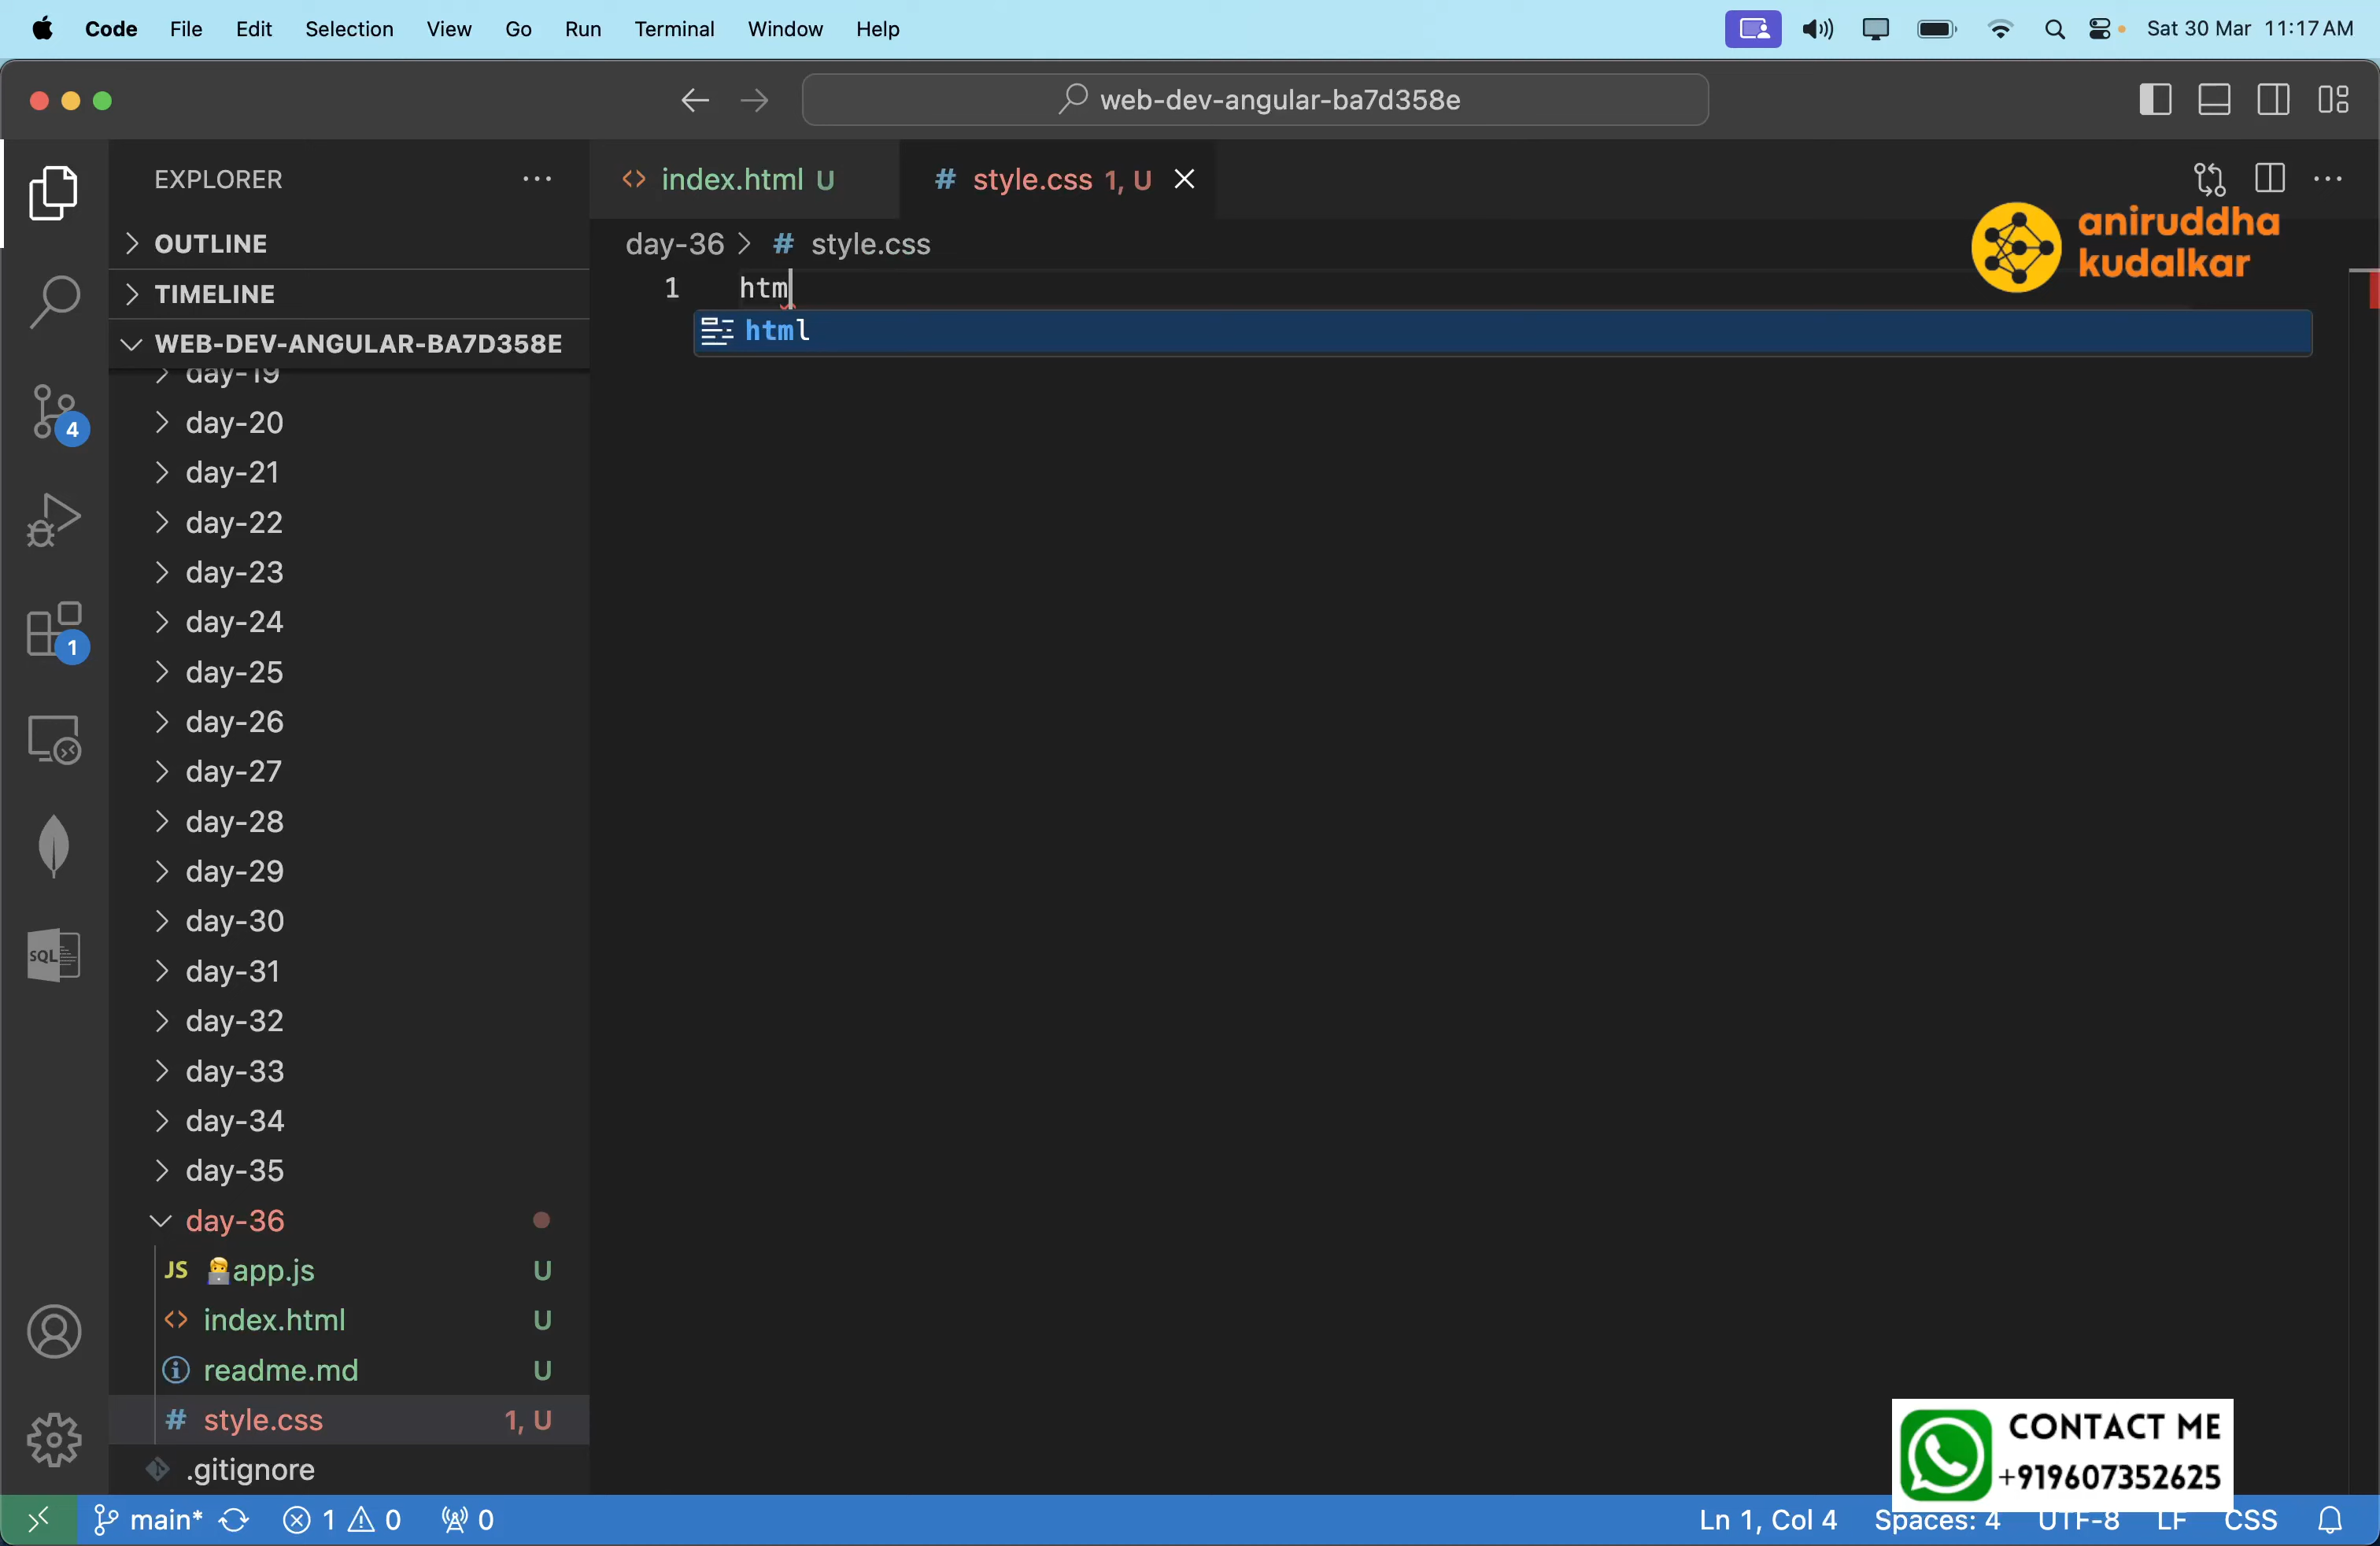 Code File Edit Selection View Go Run Terminal Window Help Sat 30 Mar 11:17 AM
web-dev-angular-ba7d358e
EXPLORER
OUTLINE
TIMELINE
WEB-DEV-ANGULAR-BA7D358E
day-19
day-20
day-21
day-22
day-23
day-24
day-25
day-26
day-27
day-28
day-29
day-30
day-31
day-32
day-33
day-34
day-35
day-36
JS app.js U
index.html U
readme.md U
# style.css 1, U
.gitignore
4
1
SQL
index.html U # style.css 1, U
day-36 > # style.css
1 htm
html
aniruddha
kudalkar
CONTACT ME
+919607352625
main* 1 0 0 Ln 1, Col 4 Spaces: 4 UTF-8 LF CSS